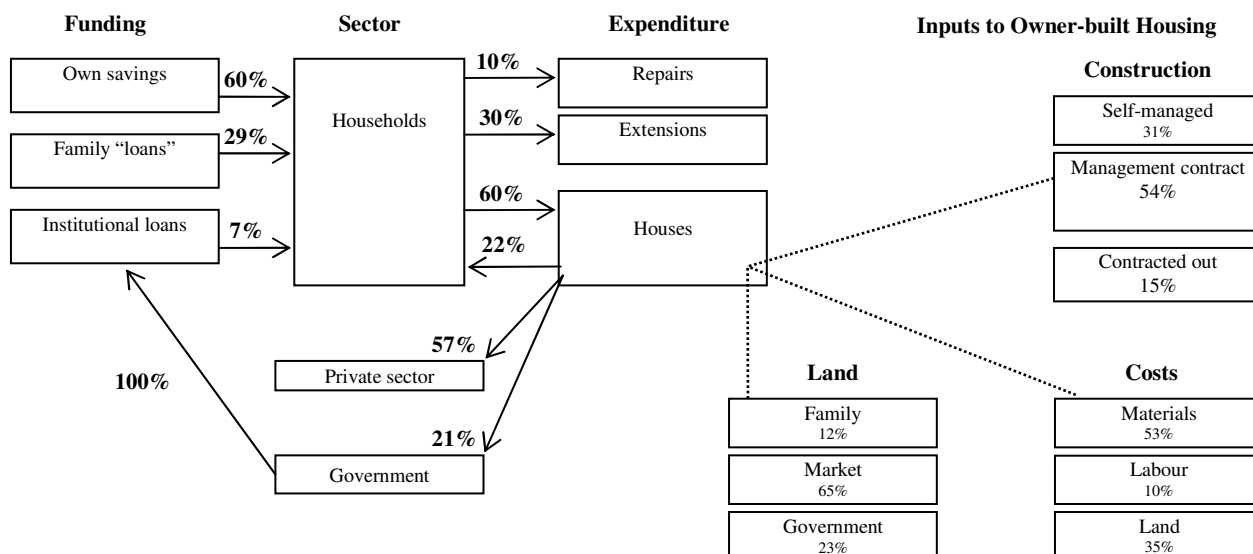 Funding
Sector
Expenditure
Inputs to Owner-built Housing
Own savings
60%
Family “loans”
29%
Institutional loans
7%
Households
10%
Repairs
30%
Extensions
60%
Houses
22%
57%
Private sector
100%
21%
Government
Construction
Self-managed
31%
Management contract
54%
Contracted out
15%
Land
Family
12%
Market
65%
Government
23%
Costs
Materials
53%
Labour
10%
Land
35%